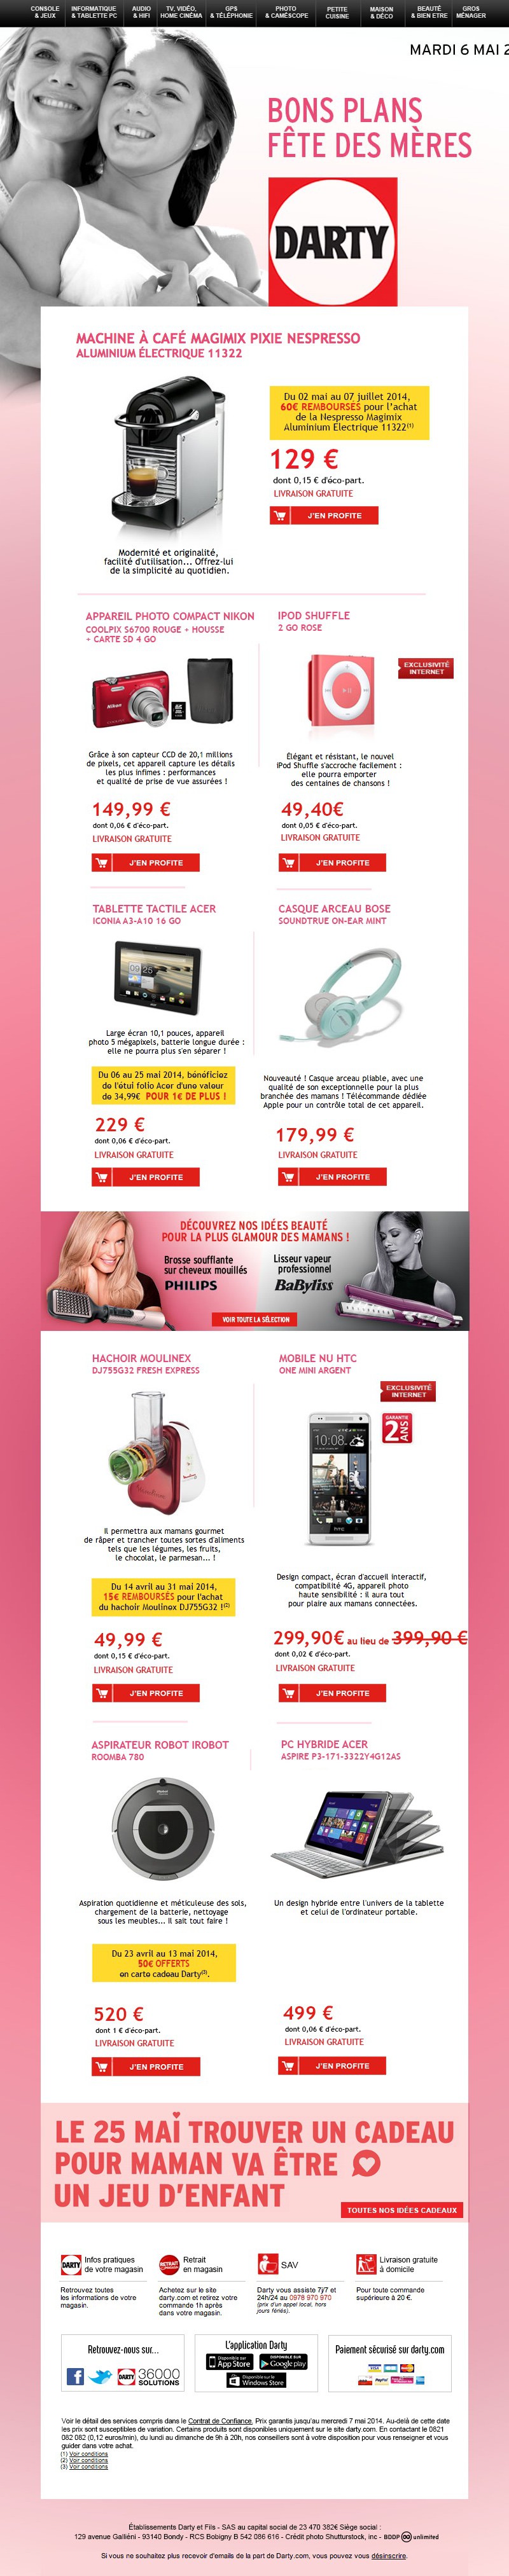 CONSOLE & JEUX
INFORMATIQUE & TABLETTE PC
AUDIO & HIFI
TV, VIDÉO, HOME CINÉMA
GPS & TÉLÉPHONIE
PHOTO & CAMÉSCOPE
PETITE CUISINE
MAISON & DÉCO
BEAUTÉ & BIEN ETRE
GROS MÉNAGER
MARDI 6 MAI 2
BONS PLANS
FÊTE DES MÈRES
DARTY
MACHINE À CAFÉ MAGIMIX PIXIE NESPRESSO
ALUMINIUM ÉLECTRIQUE 11322
Du 02 mai au 07 juillet 2014,
60€ REMBOURSÉS pour l'achat
de la Nespresso Magimix
Aluminium Electrique 11322(1)
129 €
dont 0,15 € d'éco-part.
LIVRAISON GRATUITE
J'EN PROFITE
Modernité et originalité,
facilité d'utilisation... Offrez-lui
de la simplicité au quotidien.
APPAREIL PHOTO COMPACT NIKON
COOLPIX S6700 ROUGE + HOUSSE
+ CARTE SD 4 GO
Nikon
Grâce à son capteur CCD de 20,1 millions
de pixels, cet appareil capture les détails
les plus infimes : performances
et qualité de prise de vue assurées !
149,99 €
dont 0,06 € d'éco-part.
LIVRAISON GRATUITE
J'EN PROFITE
IPOD SHUFFLE
2 GO ROSE
EXCLUSIVITÉ
INTERNET
Élégant et résistant, le nouvel
iPod Shuffle s'accroche facilement :
elle pourra emporter
des centaines de chansons !
49,40€
dont 0,05 € d'éco-part.
LIVRAISON GRATUITE
J'EN PROFITE
TABLETTE TACTILE ACER
ICONIA A3-A10 16 GO
09 25
Large écran 10,1 pouces, appareil
photo 5 mégapixels, batterie longue durée :
elle ne pourra plus s'en séparer !
Du 06 au 25 mai 2014, bénéficiez
de l'étui folio Acer d'une valeur
de 34,99€ POUR 1€ DE PLUS !
229 €
dont 0,06 € d'éco-part.
LIVRAISON GRATUITE
J'EN PROFITE
CASQUE ARCEAU BOSE
SOUNDTRUE ON-EAR MINT
Nouveauté ! Casque arceau pliable, avec une
qualité de son exceptionnelle pour la plus
branchée des mamans ! Télécommande dédiée
Apple pour un contrôle total de cet appareil.
179,99 €
LIVRAISON GRATUITE
J'EN PROFITE
DÉCOUVREZ NOS IDÉES BEAUTÉ
POUR LA PLUS GLAMOUR DES MAMANS !
Brosse soufflante
sur cheveux mouillés
PHILIPS
Lisseur vapeur
professionnel
BaByliss
VOIR TOUTE LA SÉLECTION
HACHOIR MOULINEX
DJ755G32 FRESH EXPRESS
Il permettra aux mamans gourmet
de râper et trancher toutes sortes d'aliments
tels que les légumes, les fruits,
le chocolat, le parmesan... !
Du 14 avril au 31 mai 2014,
15€ REMBOURSÉS pour l'achat
du hachoir Moulinex DJ755G32 !(2)
49,99 €
dont 0,15 € d'éco-part.
LIVRAISON GRATUITE
J'EN PROFITE
MOBILE NU HTC
ONE MINI ARGENT
EXCLUSIVITÉ
INTERNET
GARANTIE
2 ANS
10:08
hTC
Design compact, écran d'accueil interactif,
compatibilité 4G, appareil photo
haute sensibilité : il aura tout
pour plaire aux mamans connectées.
299,90€ au lieu de 399,90 €
dont 0,02 € d'éco-part.
LIVRAISON GRATUITE
J'EN PROFITE
ASPIRATEUR ROBOT IROBOT
ROOMBA 780
Aspiration quotidienne et méticuleuse des sols,
chargement de la batterie, nettoyage
sous les meubles... Il sait tout faire !
Du 23 avril au 13 mai 2014,
50€ OFFERTS
en carte cadeau Darty(3).
520 €
dont 1 € d'éco-part.
LIVRAISON GRATUITE
J'EN PROFITE
PC HYBRIDE ACER
ASPIRE P3-171-3322Y4G12AS
Un design hybride entre l'univers de la tablette
et celui de l'ordinateur portable.
499 €
dont 0,06 € d'éco-part.
LIVRAISON GRATUITE
J'EN PROFITE
LE 25 MAI TROUVER UN CADEAU
POUR MAMAN VA ÊTRE
UN JEU D'ENFANT
TOUTES NOS IDÉES CADEAUX
DARTY
Infos pratiques
de votre magasin
Retrouvez toutes
les informations de votre
magasin.
RETRAIT
Retrait
en magasin
Achetez sur le site
darty.com et retirez votre
commande 1h après
dans votre magasin.
SAV
Darty vous assiste 7j/7 et
24h/24 au 0978 970 970
(prix d'un appel local, hors
jours fériés).
Livraison gratuite
à domicile
Pour toute commande
supérieure à 20 €.
Retrouvez-nous sur...
DARTY
36000
SOLUTIONS
L'application Darty
Disponible sur
App Store
DISPONIBLE SUR
Google play
Windows Store
Paiement sécurisé sur darty.com
VISA
PayPal
Voir le détail des services compris dans le Contrat de Confiance. Prix garantis jusqu'au mercredi 7 mai 2014. Au-delà de cette date
les prix sont susceptibles de variation. Certains produits sont disponibles uniquement sur le site darty.com. En contactant le 0821
082 082 (0,12 euros/min), du lundi au dimanche de 9h à 20h, nos conseillers sont à votre disposition pour vous renseigner et vous
guider dans votre achat.
(1) Voir conditions
(2) Voir conditions
(3) Voir conditions
Établissements Darty et Fils - SAS au capital social de 23 470 382€ Siège social :
129 avenue Galliéni - 93140 Bondy - RCS Bobigny B 542 086 616 - Crédit photo Shutturstock, inc - BDDP unlimited
Si vous ne souhaitez plus recevoir d'emails de la part de Darty.com, vous pouvez vous désinscrire.